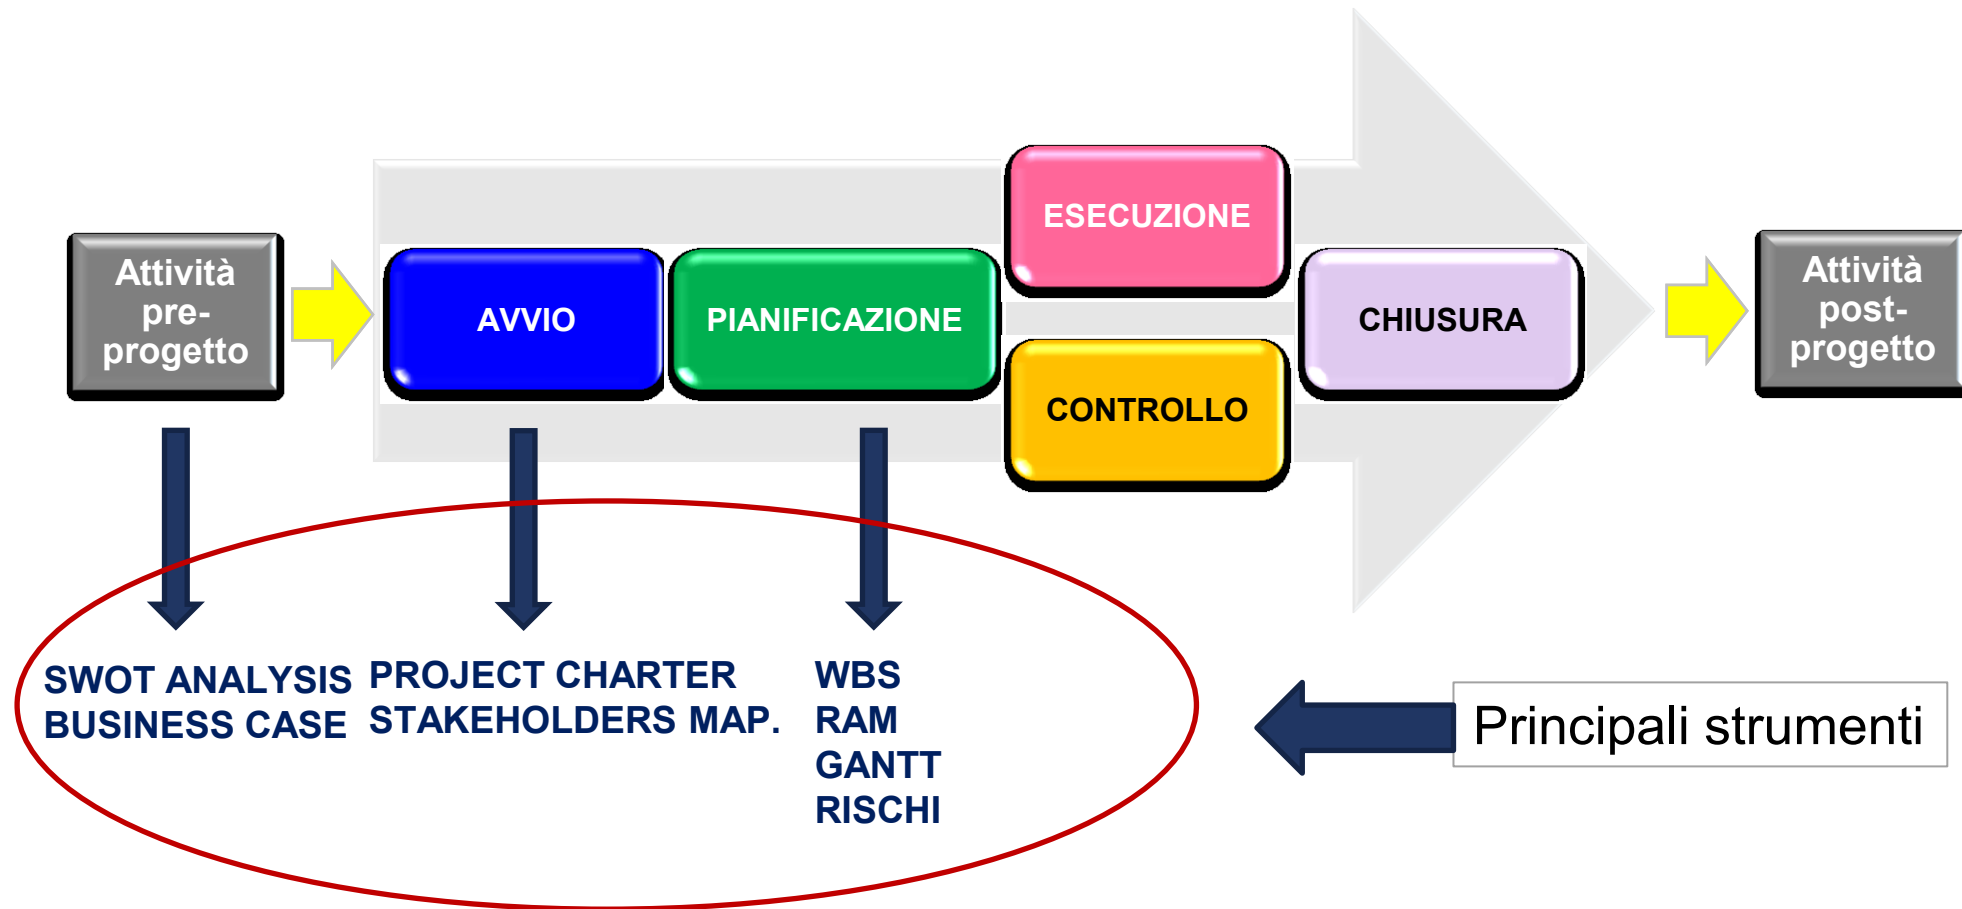 Attività
pre-
progetto
AVVIO
PIANIFICAZIONE
ESECUZIONE
CONTROLLO
CHIUSURA
Attività
post-
progetto
SWOT ANALYSIS
BUSINESS CASE
PROJECT CHARTER
STAKEHOLDERS MAP.
WBS
RAM
GANTT
RISCHI
Principali strumenti